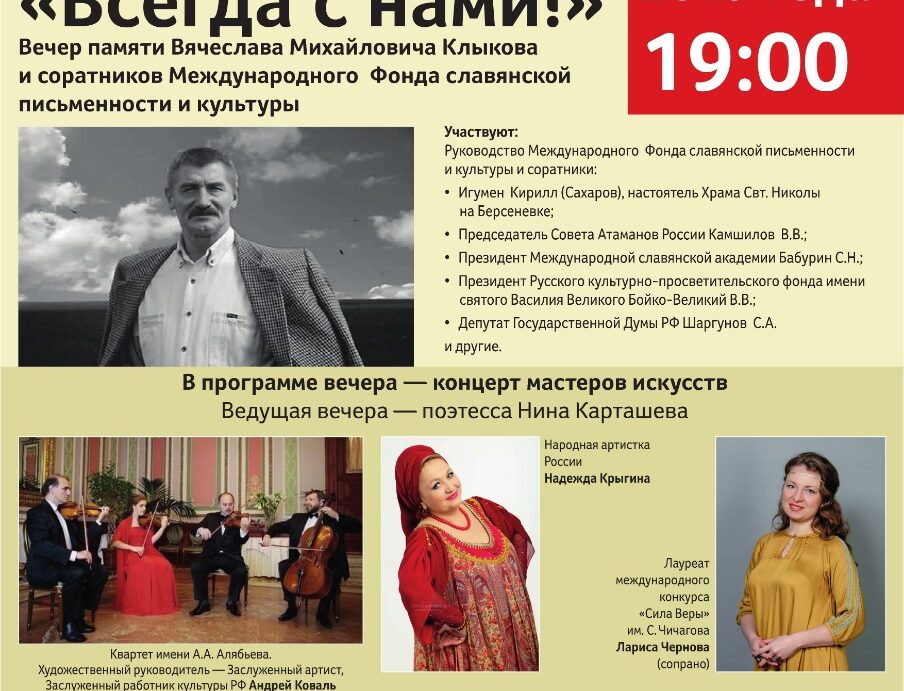 «Всегда с нами!»
19:00
Вечер памяти Вячеслава Михайловича Клыкова
и соратников Международного Фонда славянской
письменности и культуры
Участвуют:
Руководство Международного Фонда славянской письменности
и культуры и соратники:
• Игумен Кирилл (Сахаров), настоятель Храма Свт. Николы
на Берсеневке;
• Председатель Совета Атаманов России Камшилов В.В.;
• Президент Международной славянской академии Бабурин С.Н.;
• Президент Русского культурно-просветительского фонда имени
святого Василия Великого Бойко-Великий В.В.;
• Депутат Государственной Думы РФ Шаргунов С.А.
и другие.
В программе вечера — концерт мастеров искусств
Ведущая вечера — поэтесса Нина Карташева
Народная артистка
России
Надежда Крыгина
Лауреат
международного
конкурса
«Сила Веры»
им. С. Чичагова
Лариса Чернова
(сопрано)
Квартет имени А.А. Алябьева.
Художественный руководитель — Заслуженный артист,
Заслуженный работник культуры РФ Андрей Коваль